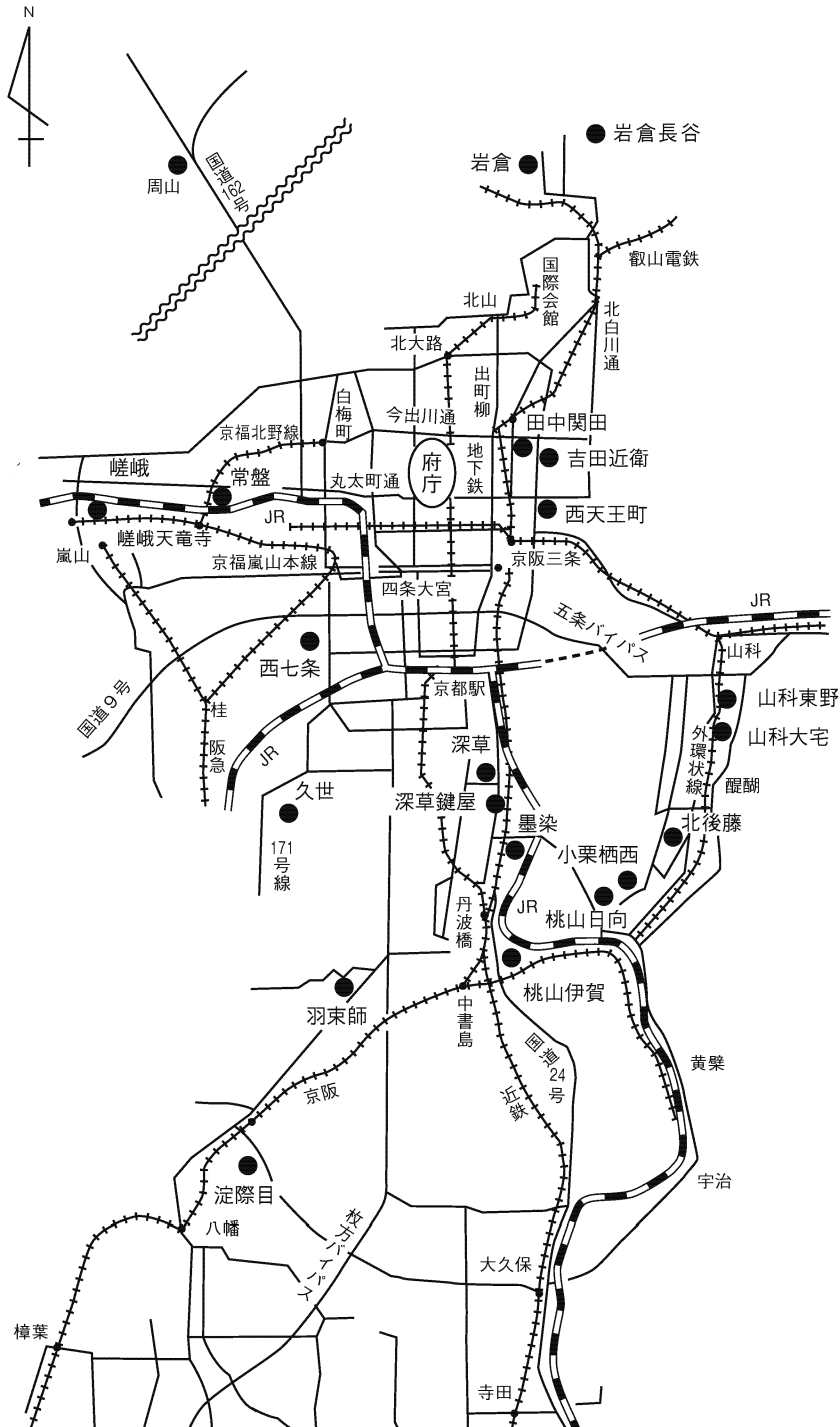 N
岩倉長谷
岩倉
周山
国道162号
叡山電鉄
国際会館
北山
北白川通
北大路
出町柳
白梅町
今出川通
田中関田
京福北野線
府庁
地下鉄
吉田近衛
嵯峨
常盤
丸太町通
西天王町
JR
嵯峨天竜寺
嵐山
京福嵐山本線
京阪三条
四条大宮
五条バイパス
JR
山科
西七条
京都駅
国道9号
桂
山科東野
阪急
JR
外環状線
山科大宅
深草
醍醐
久世
深草鍵屋
墨染
北後藤
171号線
小栗栖西
JR
丹波橋
桃山日向
桃山伊賀
羽束師
中書島
国道24号
黄檗
京阪
近鉄
淀際目
宇治
八幡
枚方バイパス
大久保
樟葉
寺田